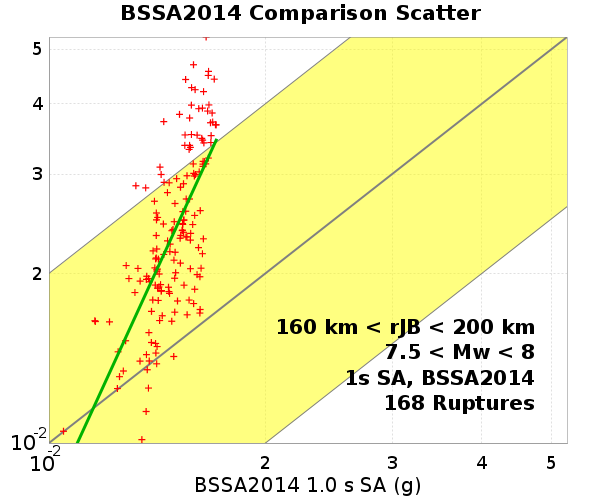 BSSA2014 Comparison Scatter
5
4
3
2
10-2
160 km < rJB < 200 km
7.5 < Mw < 8
1s SA, BSSA2014
168 Ruptures
10-2
2
3
4
5
BSSA2014 1.0 s SA (g)